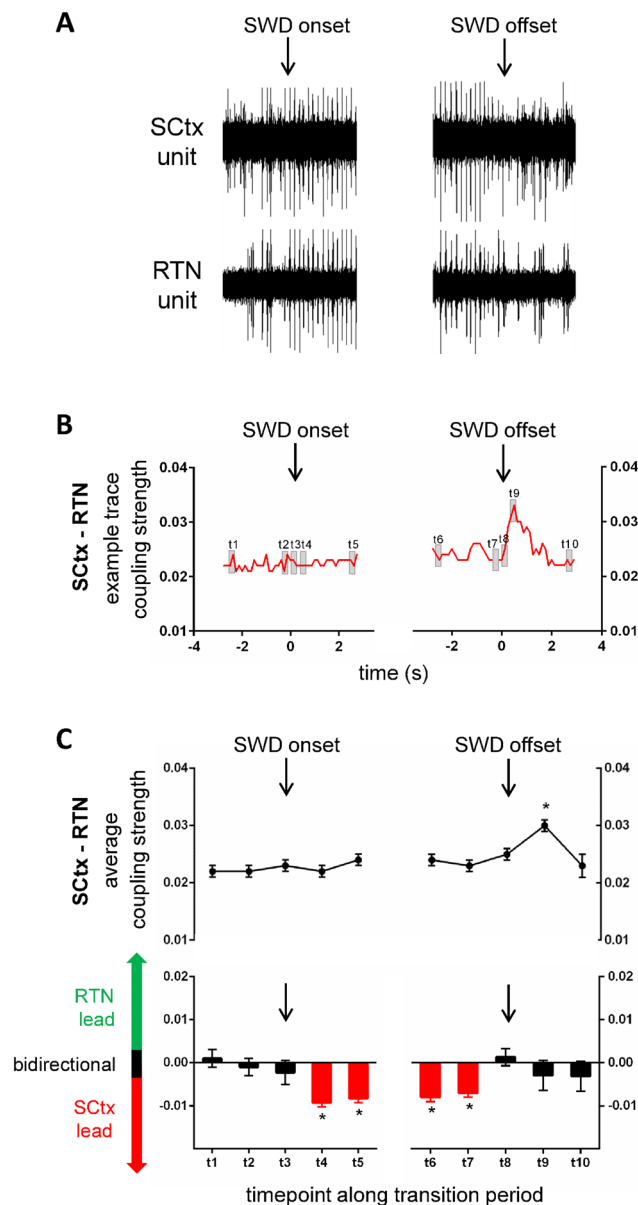 A
SWD onset
SWD offset
SCtx
unit
RTN
unit
B
SWD onset
SWD offset
SCtx - RTN
example trace
coupling strength
0.04
0.03
0.02
0.01
t1
t2
t3
t4
t5
t6
t7
t8
t9
t10
0.04
0.03
0.02
0.01
-4
-2
0
2
-2
0
2
4
time (s)
C
SWD onset
SWD offset
SCtx - RTN
average
coupling strength
0.04
0.03
0.02
0.01
*
0.04
0.03
0.02
0.01
RTN
lead
bidirectional
SCtx
lead
0.02
0.01
0.00
-0.01
* *
* *
0.02
0.01
0.00
-0.01
t1 t2 t3 t4 t5
t6 t7 t8 t9 t10
timepoint along transition period